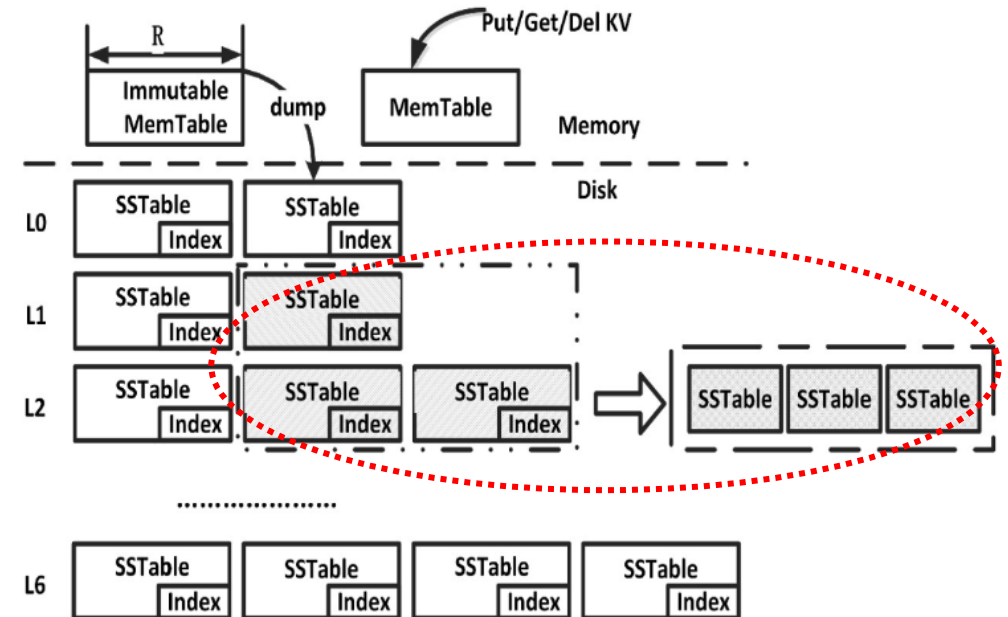 R
Put/Get/Del KV
Immutable
MemTable
dump
MemTable
Memory
Disk
L0
SSTable
Index
SSTable
Index
L1
SSTable
Index
SSTable
Index
L2
SSTable
Index
SSTable
Index
SSTable
Index
SSTable
SSTable
SSTable
....................
L6
SSTable
Index
SSTable
Index
SSTable
Index
SSTable
Index